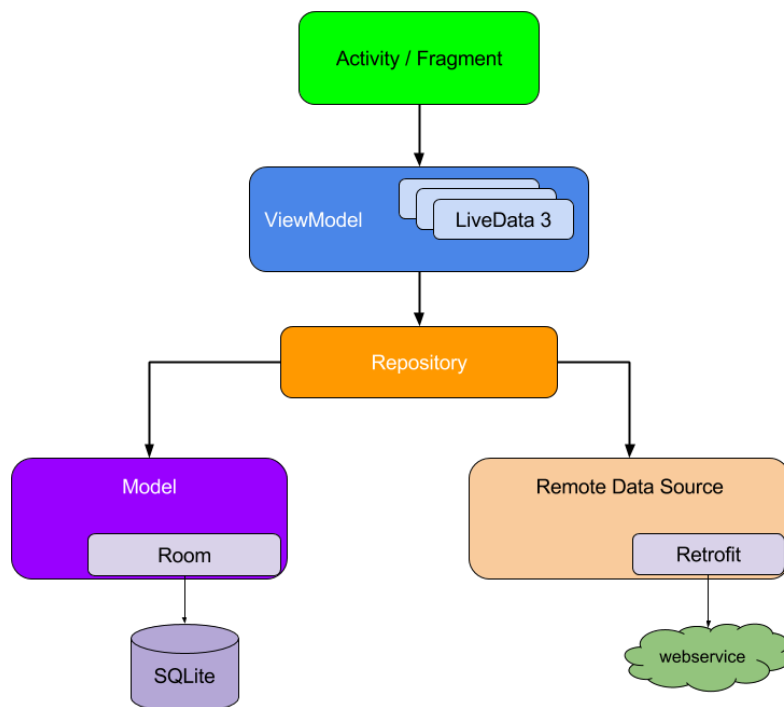 Activity / Fragment
ViewModel
LiveData 3
Repository
Model
Remote Data Source
Room
Retrofit
SQLite
webservice